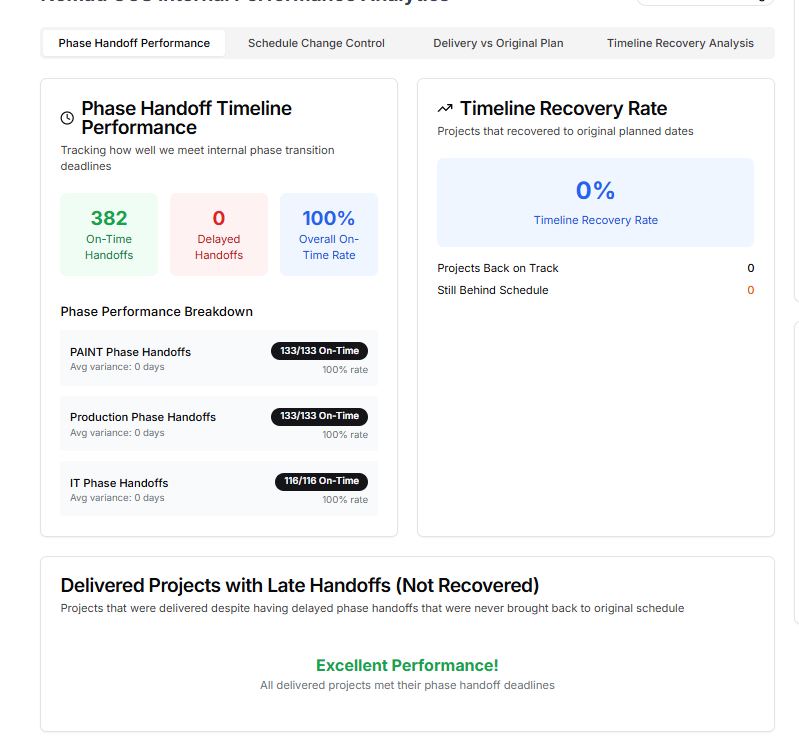 Phase Handoff Performance
Schedule Change Control
Delivery vs Original Plan
Timeline Recovery Analysis
Phase Handoff Timeline
Performance
Tracking how well we meet internal phase transition
deadlines
382
On-Time
Handoffs
0
Delayed
Handoffs
100%
Overall On-
Time Rate
Phase Performance Breakdown
PAINT Phase Handoffs
133/133 On-Time
Avg variance: 0 days
100% rate
Production Phase Handoffs
133/133 On-Time
Avg variance: 0 days
100% rate
IT Phase Handoffs
116/116 On-Time
Avg variance: 0 days
100% rate
Timeline Recovery Rate
Projects that recovered to original planned dates
0%
Timeline Recovery Rate
Projects Back on Track
0
Still Behind Schedule
0
Delivered Projects with Late Handoffs (Not Recovered)
Projects that were delivered despite having delayed phase handoffs that were never brought back to original schedule
Excellent Performance!
All delivered projects met their phase handoff deadlines